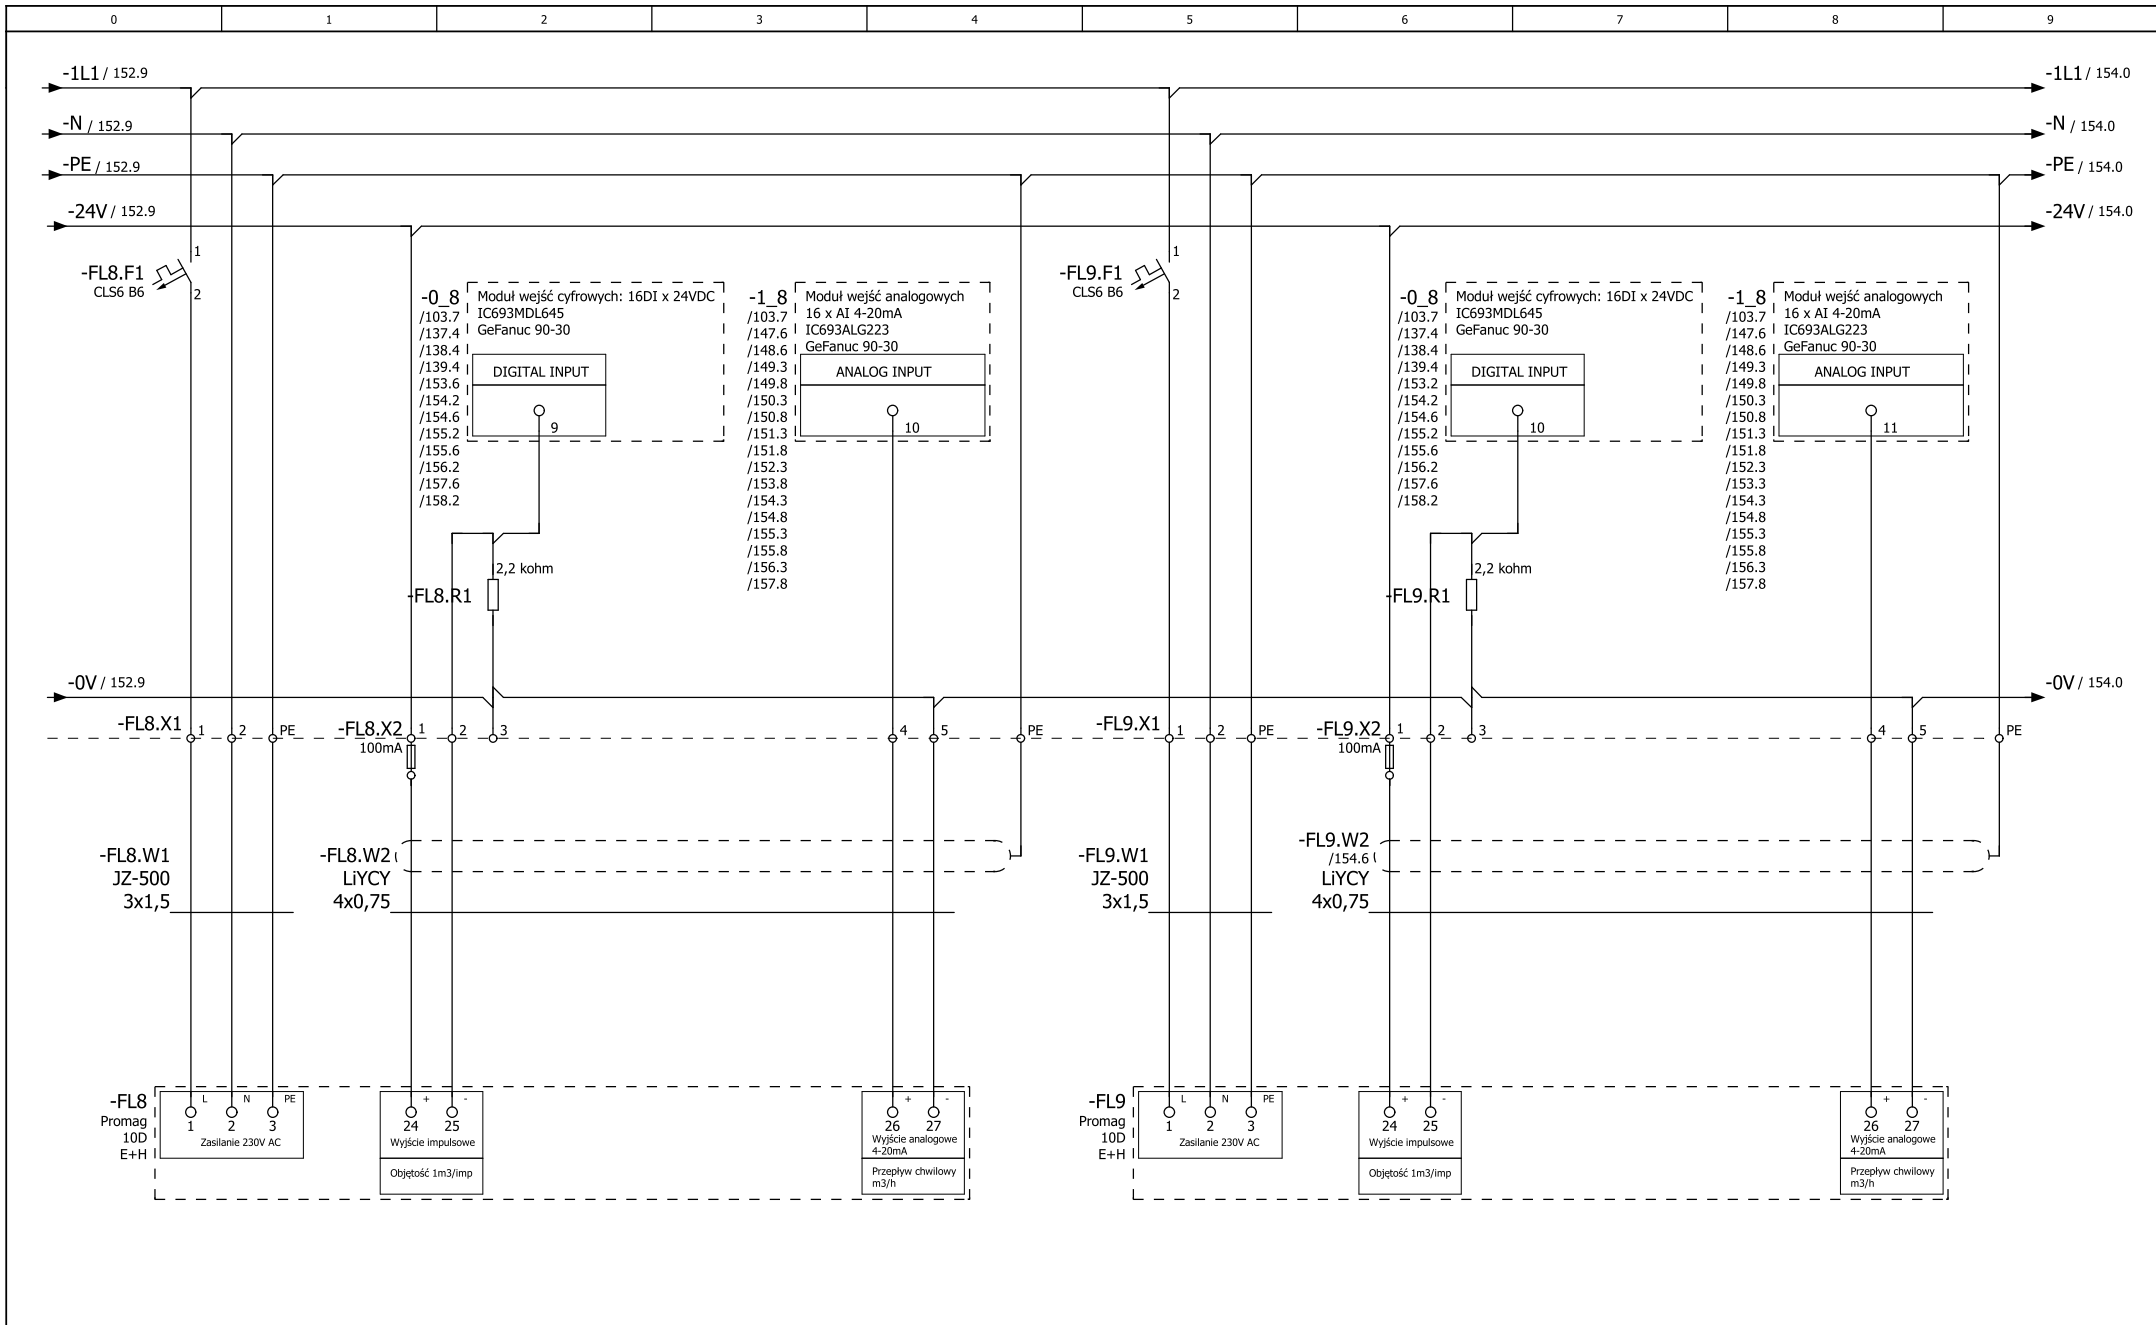 0 1 2 3 4 5 6 7 8 9
-1L1 / 152.9
-1L1 / 154.0
-N / 152.9
-N / 154.0
-PE / 152.9
-PE / 154.0
-24V / 152.9
-24V / 154.0
1
-FL8.F1
CLS6 B6
2
-0_8
/103.7
/137.4
/138.4
/139.4
/153.6
/154.2
/154.6
/155.2
/155.6
/156.2
/157.6
/158.2
Moduł wejść cyfrowych: 16DI x 24VDC
IC693MDL645
GeFanuc 90-30
DIGITAL INPUT
9
-1_8
/103.7
/147.6
/148.6
/149.3
/149.8
/150.3
/150.8
/151.3
/151.8
/152.3
/153.8
/154.3
/154.8
/155.3
/155.8
/156.3
/157.8
Moduł wejść analogowych
16 x AI 4-20mA
IC693ALG223
GeFanuc 90-30
ANALOG INPUT
10
2,2 kohm
-FL8.R1
1
-FL9.F1
CLS6 B6
2
-0_8
/103.7
/137.4
/138.4
/139.4
/153.2
/154.2
/154.6
/155.2
/155.6
/156.2
/157.6
/158.2
Moduł wejść cyfrowych: 16DI x 24VDC
IC693MDL645
GeFanuc 90-30
DIGITAL INPUT
10
-1_8
/103.7
/147.6
/148.6
/149.3
/149.8
/150.3
/150.8
/151.3
/151.8
/152.3
/153.3
/154.3
/154.8
/155.3
/155.8
/156.3
/157.8
Moduł wejść analogowych
16 x AI 4-20mA
IC693ALG223
GeFanuc 90-30
ANALOG INPUT
11
2,2 kohm
-FL9.R1
-0V / 152.9
-0V / 154.0
-FL8.X1 1 2 PE
-FL8.X2 1 2 3 4 5 PE
100mA
-FL9.X1 1 2 PE
-FL9.X2 1 2 3 4 5 PE
100mA
-FL8.W1
JZ-500
3x1,5
-FL8.W2
LiYCY
4x0,75
-FL9.W1
JZ-500
3x1,5
-FL9.W2
/154.6
LiYCY
4x0,75
-FL8
Promag
10D
E+H
L N PE
1 2 3
Zasilanie 230V AC
+ -
24 25
Wyjście impulsowe
Objętość 1m3/imp
+ -
26 27
Wyjście analogowe
4-20mA
Przepływ chwilowy
m3/h
-FL9
Promag
10D
E+H
L N PE
1 2 3
Zasilanie 230V AC
+ -
24 25
Wyjście impulsowe
Objętość 1m3/imp
+ -
26 27
Wyjście analogowe
4-20mA
Przepływ chwilowy
m3/h